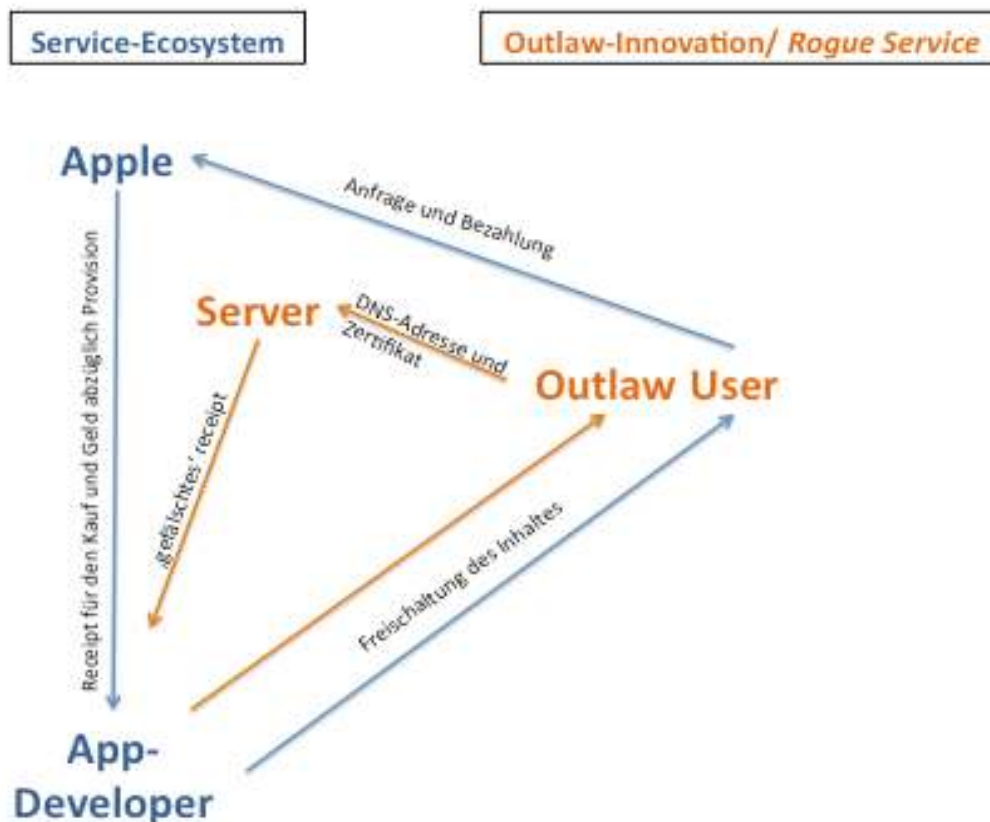 Service-Ecosystem
Outlaw-Innovation/ Rogue Service
Apple
Anfrage und Bezahlung
Receipt für den Kauf und Geld abzüglich Provision
Server
DNS-Adresse und
Zertifikat
Outlaw User
‚gefälschtes‘ receipt
Freischaltung des Inhaltes
App-
Developer